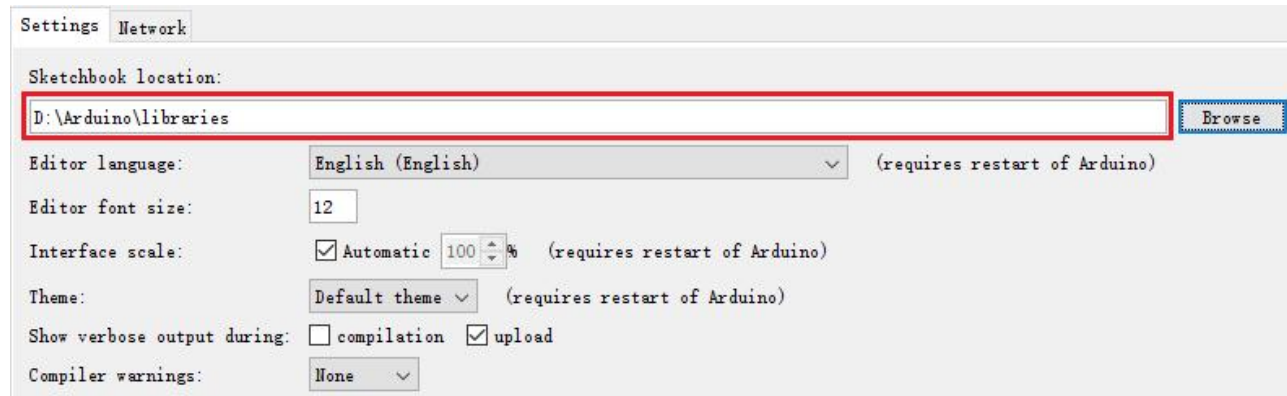 Settings Network
Sketchbook location:
D:\Arduino\libraries Browse
Editor language: English (English) (requires restart of Arduino)
Editor font size: 12
Interface scale: Automatic 100 % (requires restart of Arduino)
Theme: Default theme (requires restart of Arduino)
Show verbose output during: compilation upload
Compiler warnings: None